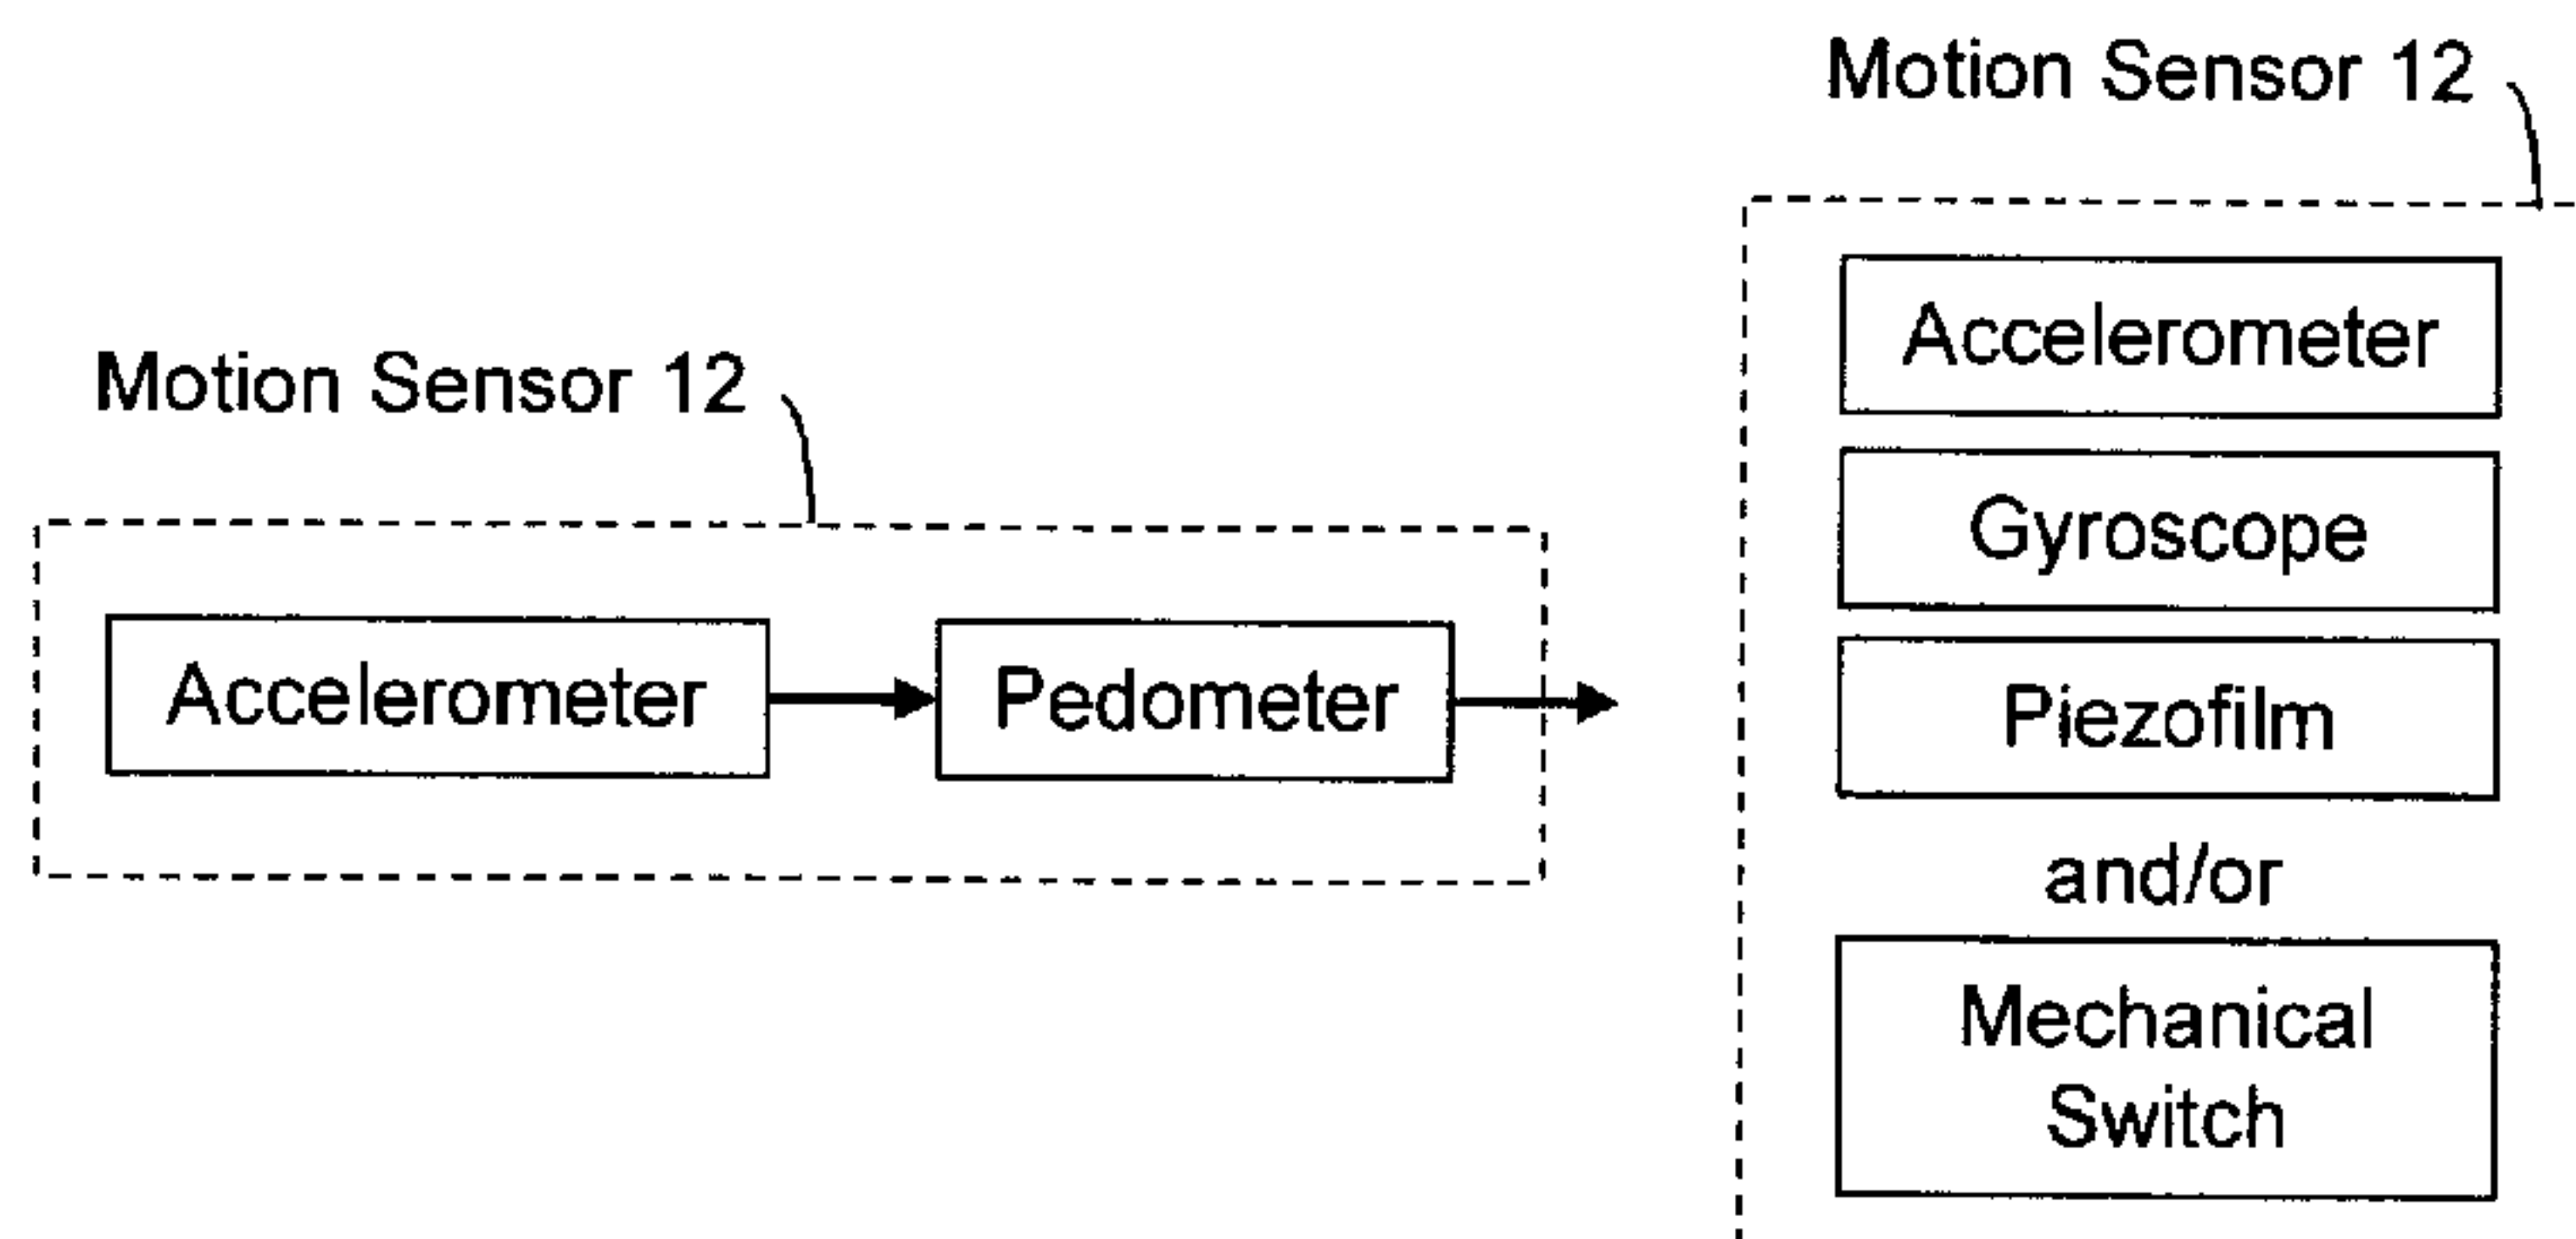 Motion Sensor 12
Accelerometer
Pedometer
Motion Sensor 12
Accelerometer
Gyroscope
Piezofilm
and/or
Mechanical
Switch